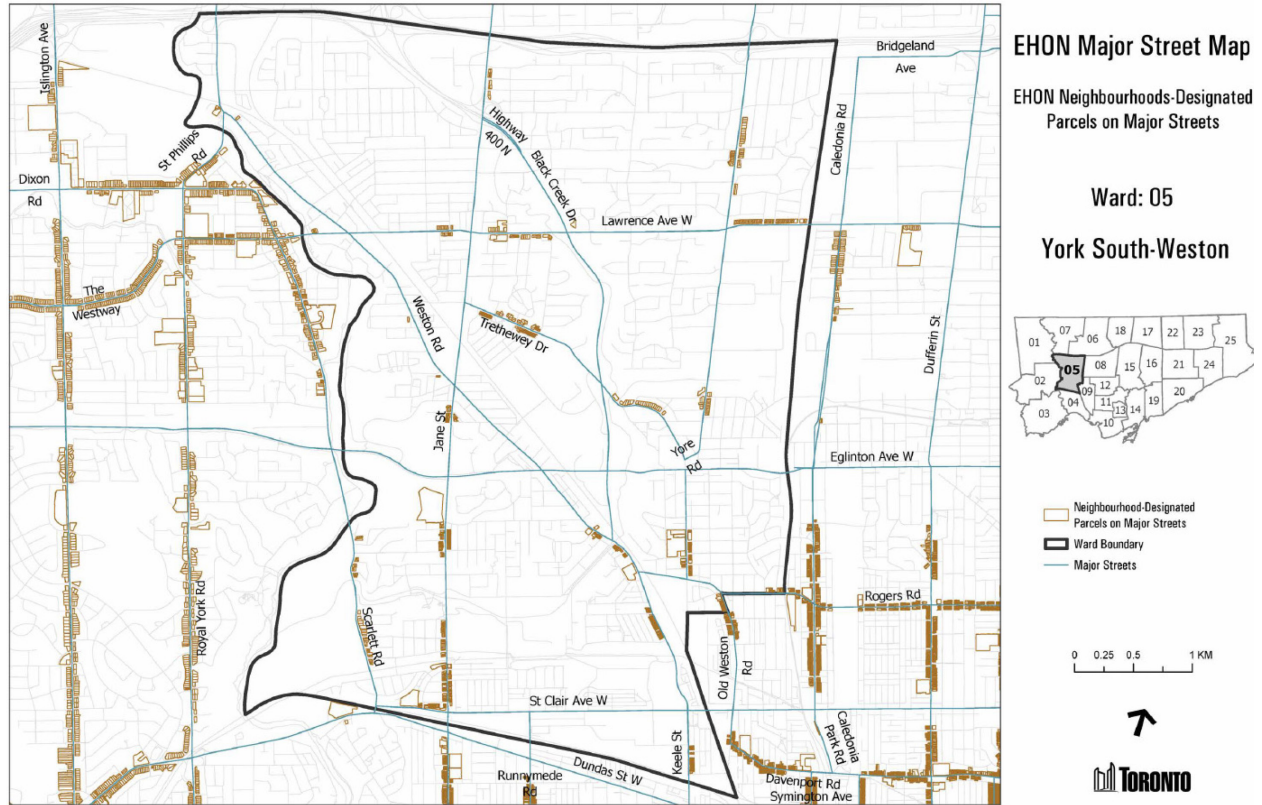 Islington Ave
Bridgeland
Ave
St Phillips
Rd
Highway
400 N
Black Creek Dr
Caledonia Rd
Dixon
Rd
Lawrence Ave W
The
Westway
Weston Rd
Trethewey Dr
Dufferin St
Jane St
Yore
Rd
Eglinton Ave W
Royal York Rd
Scarlett Rd
Rogers Rd
Old Weston
Rd
St Clair Ave W
Caledonia
Park Rd
Keele St
Dundas St W
Runnymede
Rd
Davenport Rd
Symington Ave
EHON Major Street Map
EHON Neighbourhoods-Designated
Parcels on Major Streets
Ward: 05
York South-Weston
01
07
06
18
17
22
23
25
02
05
08
15
16
21
24
03
04
09
12
11
13
14
19
20
10
Neighbourhood-Designated
Parcels on Major Streets
Ward Boundary
Major Streets
0 0.25 0.5 1 KM
TORONTO